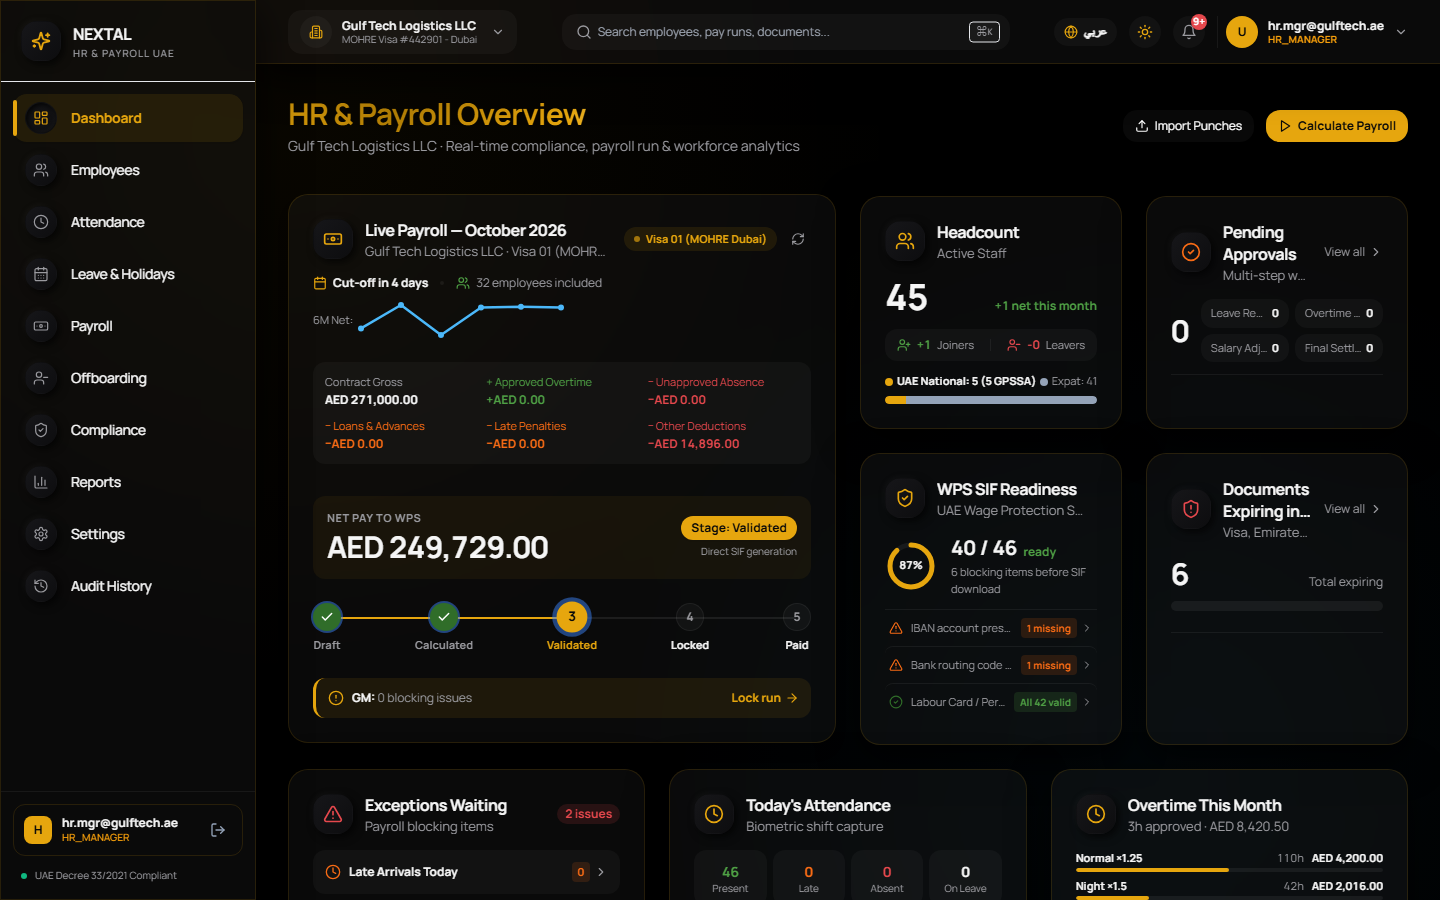 NEXTAL
HR & PAYROLL UAE
Gulf Tech Logistics LLC
MOHRE Visa #442901 - Dubai
Search employees, pay runs, documents...
⌘K
عربي
9+
U
hr.mgr@gulftech.ae
HR_MANAGER
Dashboard
Employees
Attendance
Leave & Holidays
Payroll
Offboarding
Compliance
Reports
Settings
Audit History
H
hr.mgr@gulftech.ae
HR_MANAGER
UAE Decree 33/2021 Compliant
HR & Payroll Overview
Gulf Tech Logistics LLC · Real-time compliance, payroll run & workforce analytics
Import Punches
Calculate Payroll
Live Payroll — October 2026
Gulf Tech Logistics LLC · Visa 01 (MOHR...
Visa 01 (MOHRE Dubai)
Cut-off in 4 days
32 employees included
6M Net:
Contract Gross
AED 271,000.00
+ Approved Overtime
+AED 0.00
− Unapproved Absence
−AED 0.00
− Loans & Advances
−AED 0.00
− Late Penalties
−AED 0.00
− Other Deductions
−AED 14,896.00
NET PAY TO WPS
AED 249,729.00
Stage: Validated
Direct SIF generation
3
4
5
Draft
Calculated
Validated
Locked
Paid
GM: 0 blocking issues
Lock run →
Headcount
Active Staff
45
+1 net this month
+1 Joiners
-0 Leavers
UAE National: 5 (5 GPSSA)
Expat: 41
Pending
Approvals
Multi-step w...
View all
0
Leave Re... 0
Overtime ... 0
Salary Adj... 0
Final Settl... 0
WPS SIF Readiness
UAE Wage Protection S...
87%
40 / 46 ready
6 blocking items before SIF
download
IBAN account pres... 1 missing
Bank routing code ... 1 missing
Labour Card / Per... All 42 valid
Documents
Expiring in...
Visa, Emirate...
View all
6
Total expiring
Exceptions Waiting
Payroll blocking items
2 issues
Late Arrivals Today
0
Today's Attendance
Biometric shift capture
46
Present
0
Late
0
Absent
0
On Leave
Overtime This Month
3h approved · AED 8,420.50
Normal ×1.25
110h AED 4,200.00
Night ×1.5
42h AED 2,016.00